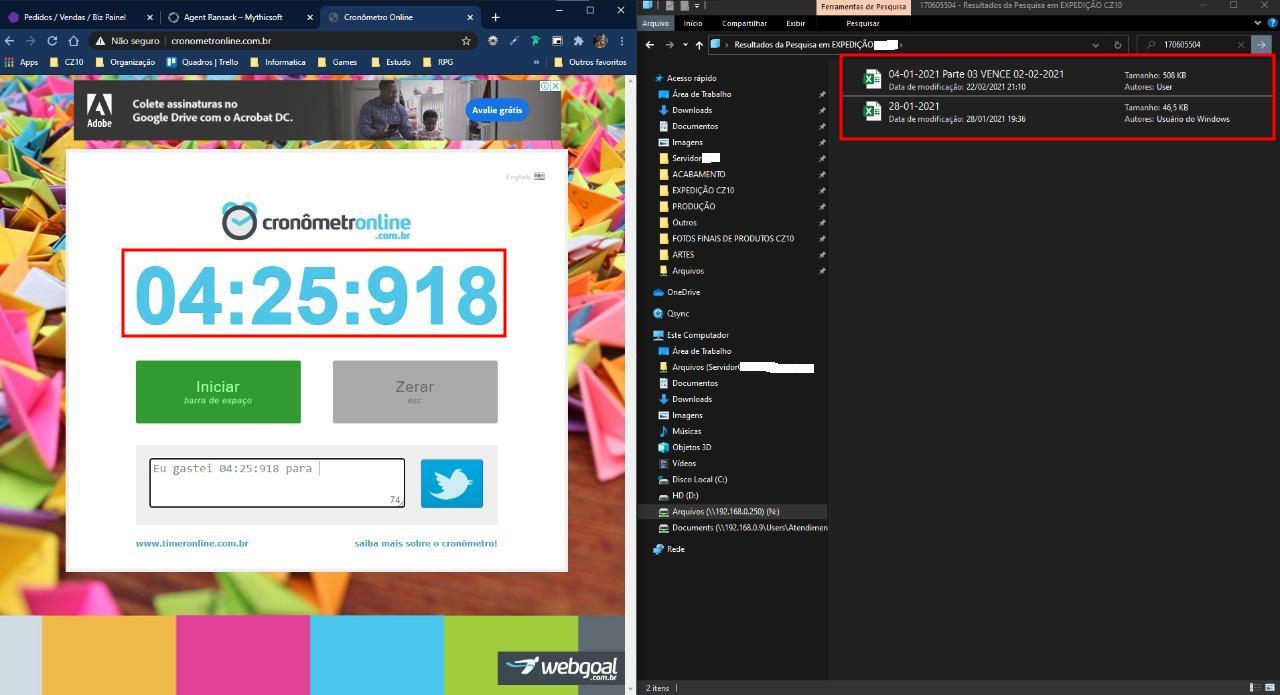 Pedidos / Vendas / Biz Painel
Agent Ransack - Mythicsoft
Cronômetro Online
Não seguro
cronometronline.com.br
Apps
CZ10
Organização
Quadros | Trello
Informatica
Games
Estudo
RPG
»
Outros favoritos
Adobe
Colete assinaturas no
Google Drive com o Acrobat DC.
Avalie grátis
English
cronômetronline
.com.br
04:25:918
Iniciar
barra de espaço
Zerar
esc
Eu gastei 04:25:918 para
74
www.timeronline.com.br
saiba mais sobre o cronômetro!
webgoal
.com.br
Ferramentas de Pesquisa
170605504 - Resultados da Pesquisa em EXPEDIÇÃO CZ10
Arquivo
Início
Compartilhar
Exibir
Pesquisar
Resultados da Pesquisa em EXPEDIÇÃO
170605504
Acesso rápido
Área de Trabalho
Downloads
Documentos
Imagens
Servidor
ACABAMENTO
EXPEDIÇÃO CZ10
PRODUÇÃO
Outros
FOTOS FINAIS DE PRODUTOS CZ10
ARTES
Arquivos
OneDrive
Qsync
Este Computador
Área de Trabalho
Arquivos (Servidor
Documentos
Downloads
Imagens
Músicas
Objetos 3D
Vídeos
Disco Local (C:)
HD (D:)
Arquivos (\\192.168.0.250) (N:)
Documents (\\192.168.0.9\Users\Atendimen
Rede
04-01-2021 Parte 03 VENCE 02-02-2021
Data de modificação: 22/02/2021 21:10
Tamanho: 508 KB
Autores: User
28-01-2021
Data de modificação: 28/01/2021 19:36
Tamanho: 46,5 KB
Autores: Usuário do Windows
2 itens